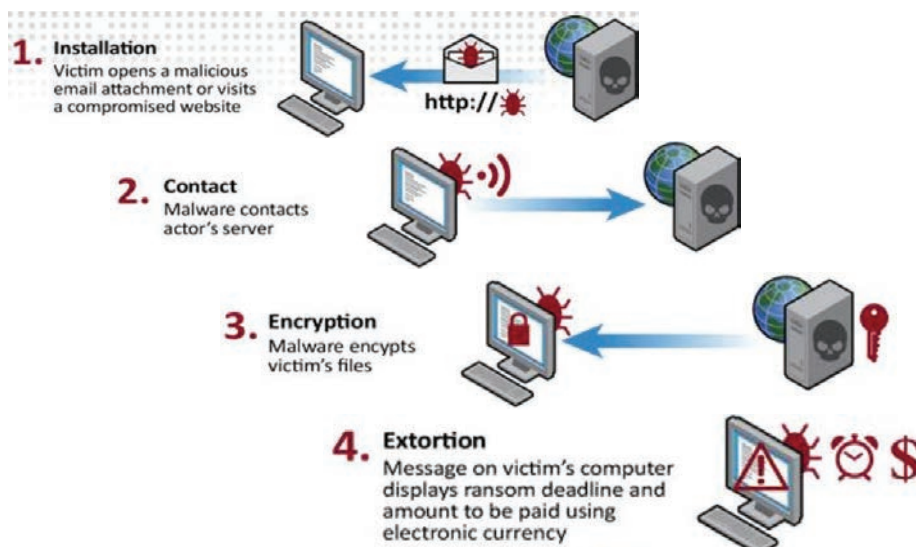 1. Installation
Victim opens a malicious
email attachment or visits
a compromised website
http://
2. Contact
Malware contacts
actor's server
3. Encryption
Malware encypts
victim's files
4. Extortion
Message on victim's computer
displays ransom deadline and
amount to be paid using
electronic currency
$